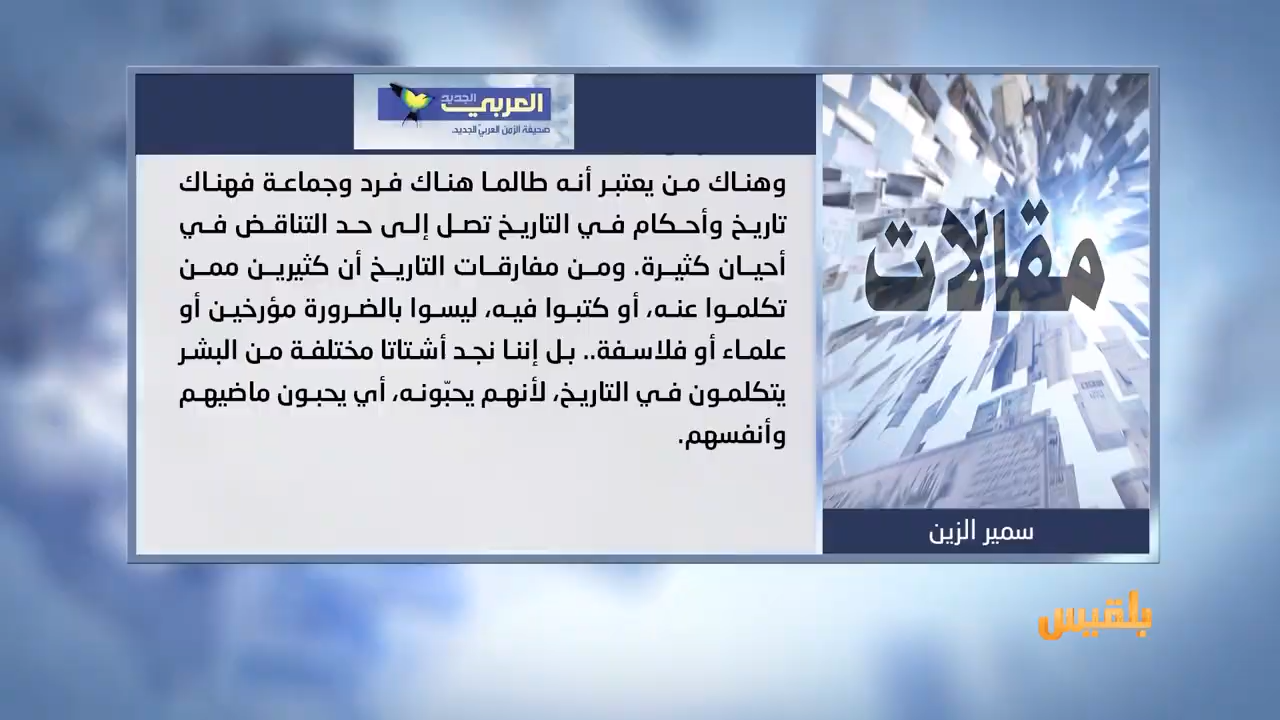 العربي الجديد
صحيفة الزمن العربيّ الجديد.
وهناك من يعتبر أنه طالما هناك فرد وجماعة فهناك
تاريخ وأحكام في التاريخ تصل إلى حد التناقض في
أحيان كثيرة. ومن مفارقات التاريخ أن كثيرين ممن
تكلموا عنه، أو كتبوا فيه، ليسوا بالضرورة مؤرخين أو
علماء أو فلاسفة.. بل إننا نجد أشتاتا مختلفة من البشر
يتكلمون في التاريخ، لأنهم يحبّونه، أي يحبون ماضيهم
وأنفسهم.
مقالات
سمير الزين
بلقيس